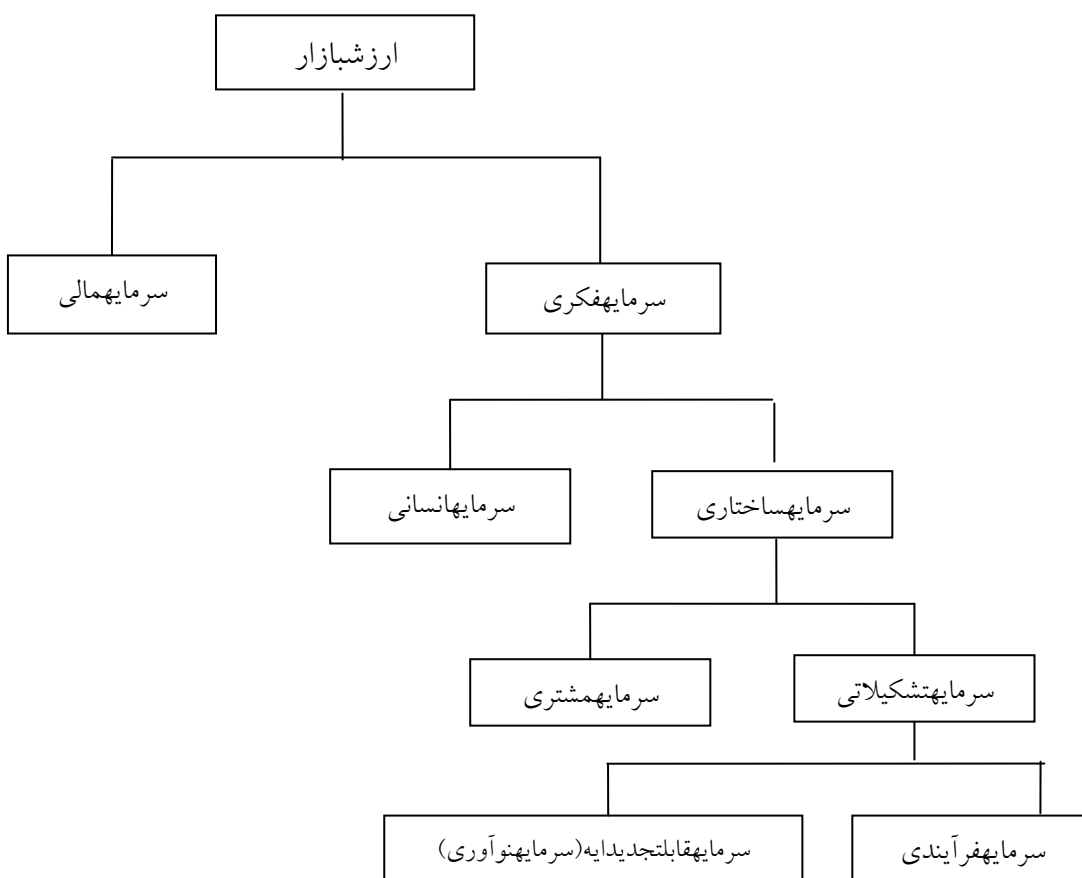 ارزشبازار
سرمایهفکری
سرمایهمالی
سرمایهساختاری
سرمایهانسانی
سرمایهتشکیلاتی
سرمایهمشتری
سرمایهفرآیندی
سرمایهقابلتجدیدایه(سرمایهنوآوری)